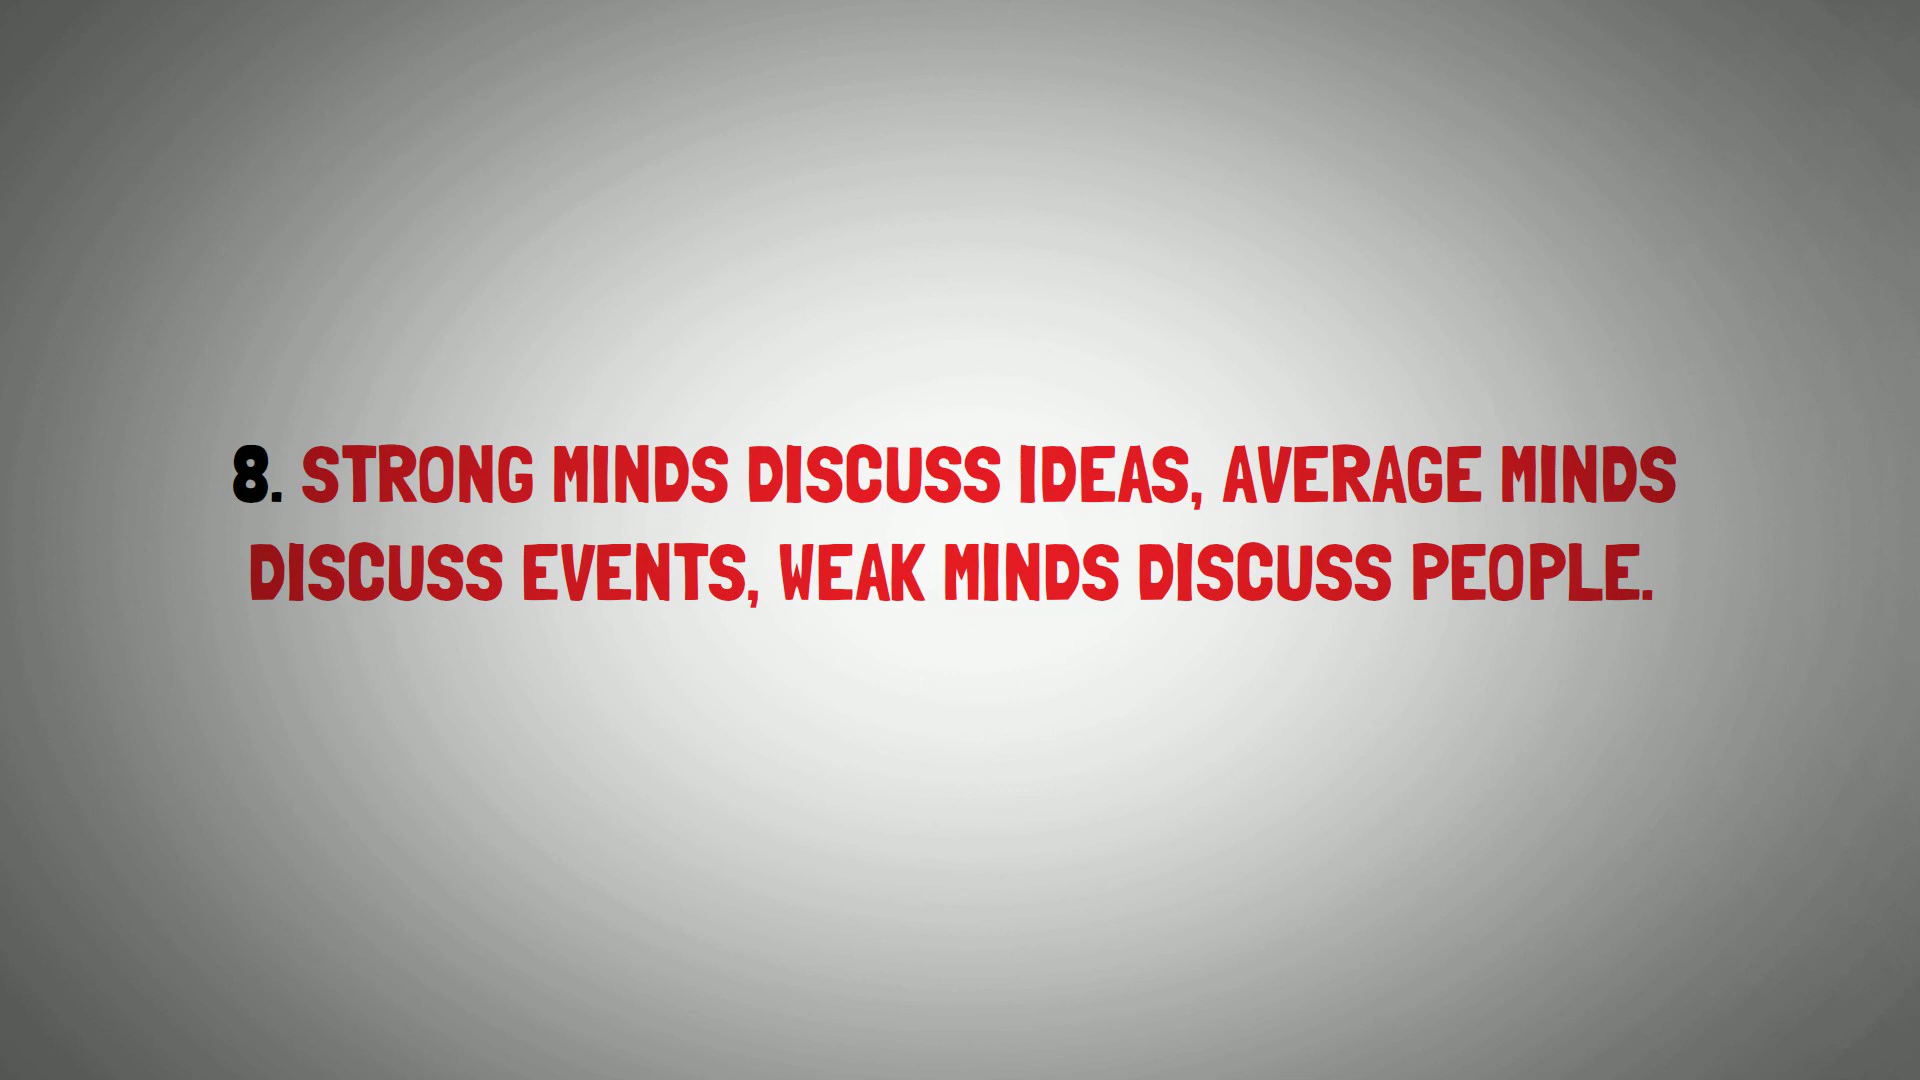 8. STRONG MINDS DISCUSS IDEAS, AVERAGE MINDS
DISCUSS EVENTS, WEAK MINDS DISCUSS PEOPLE.